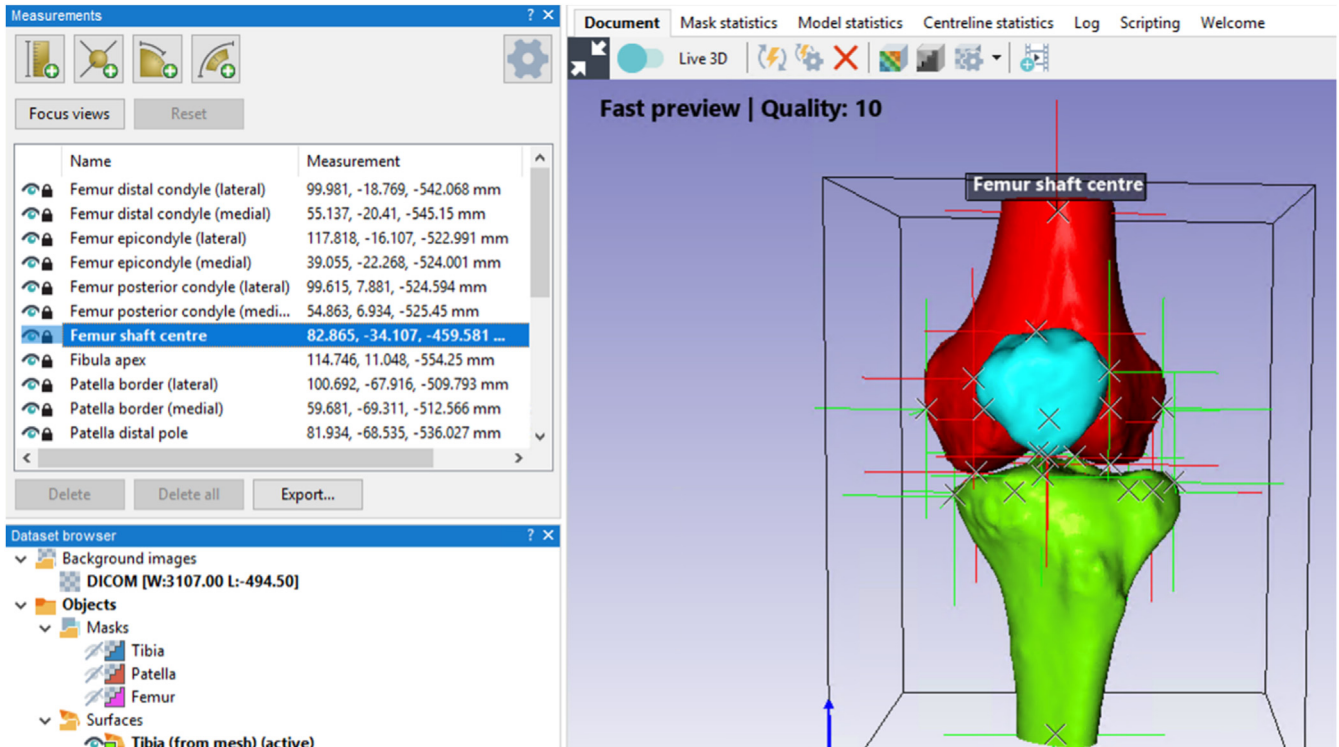 Measurements ? ×
Focus views Reset
Name Measurement
Femur distal condyle (lateral) 99.981, -18.769, -542.068 mm
Femur distal condyle (medial) 55.137, -20.41, -545.15 mm
Femur epicondyle (lateral) 117.818, -16.107, -522.991 mm
Femur epicondyle (medial) 39.055, -22.268, -524.001 mm
Femur posterior condyle (lateral) 99.615, 7.881, -524.594 mm
Femur posterior condyle (medi... 54.863, 6.934, -525.45 mm
Femur shaft centre 82.865, -34.107, -459.581 ...
Fibula apex 114.746, 11.048, -554.25 mm
Patella border (lateral) 100.692, -67.916, -509.793 mm
Patella border (medial) 59.681, -69.311, -512.566 mm
Patella distal pole 81.934, -68.535, -536.027 mm
Delete Delete all Export...
Dataset browser ? ×
Background images
DICOM [W:3107.00 L:-494.50]
Objects
Masks
Tibia
Patella
Femur
Surfaces
Tibia (from mesh) (active)
Document Mask statistics Model statistics Centreline statistics Log Scripting Welcome
Live 3D
Fast preview | Quality: 10
Femur shaft centre